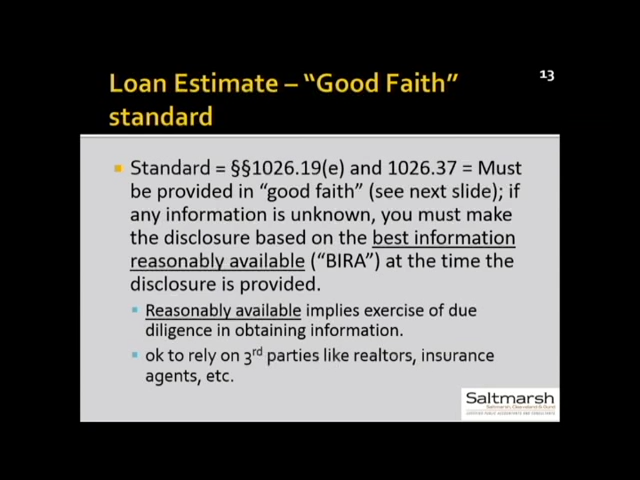 13
Loan Estimate – “Good Faith”
standard
Standard = §§1026.19(e) and 1026.37 = Must
be provided in “good faith” (see next slide); if
any information is unknown, you must make
the disclosure based on the best information
reasonably available (“BIRA”) at the time the
disclosure is provided.
Reasonably available implies exercise of due
diligence in obtaining information.
ok to rely on 3rd parties like realtors, insurance
agents, etc.
Saltmarsh
Saltmarsh, Cleaveland & Gund